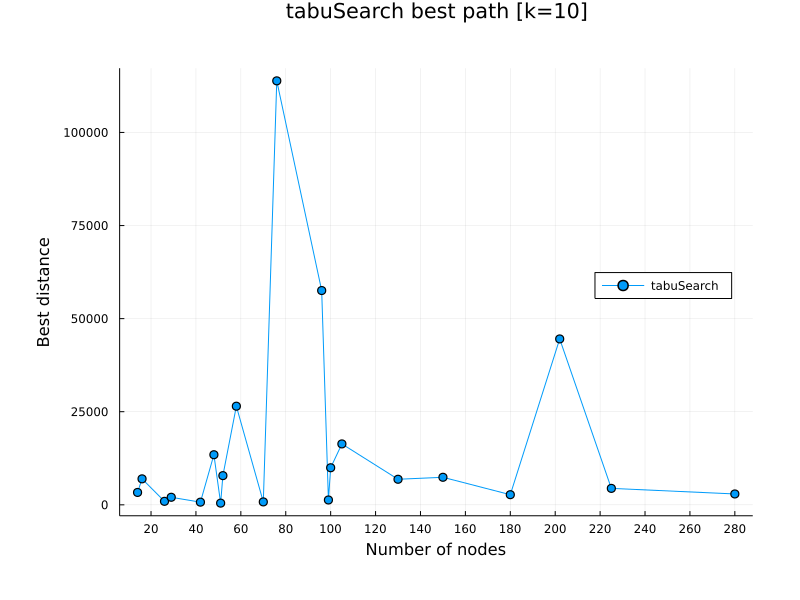 tabuSearch best path [k=10]
Best distance
100000
75000
50000
25000
0
tabuSearch
20 40 60 80 100 120 140 160 180 200 220 240 260 280
Number of nodes